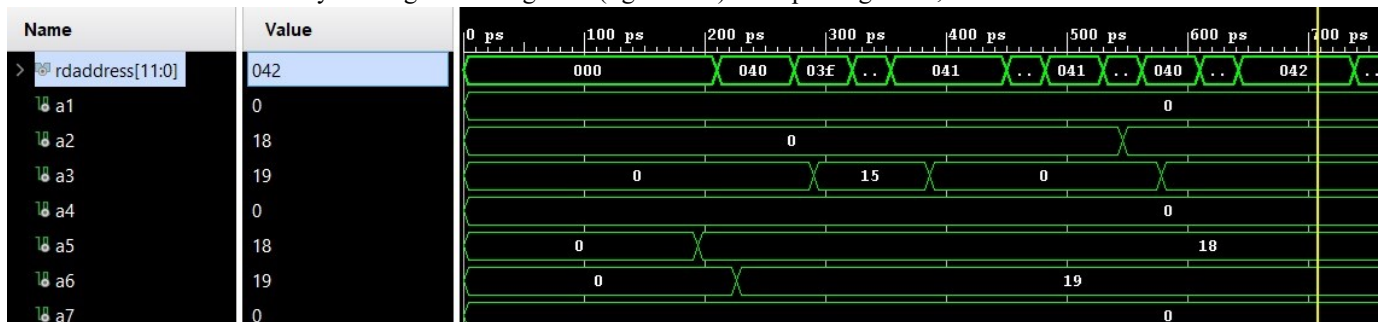 Name Value 0 ps 100 ps 200 ps 300 ps 400 ps 500 ps 600 ps 700 ps
> rdaddress[11:0] 042 000 040 03f .. 041 .. 041 .. 040 .. 042 ..
a1 0 0
a2 18 0
a3 19 0 15 0
a4 0 0
a5 18 0 18
a6 19 0 19
a7 0 0